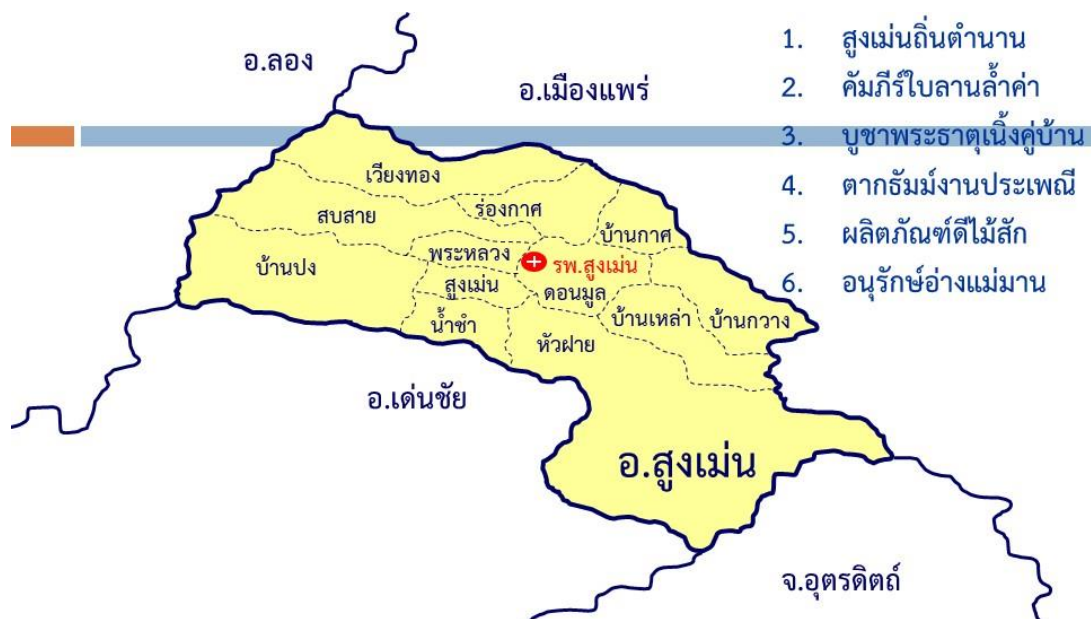 อ.ลอง
อ.เมืองแพร่
1. สูงเม่นถิ่นตำนาน
2. คัมภีร์ใบลานล้ำค่า
3. บูชาพระธาตุเนิ้งคู่บ้าน
4. ตากธัมม์งานประเพณี
5. ผลิตภัณฑ์ดีไม้สัก
6. อนุรักษ์อ่างแม่มาน
เวียงทอง
สบสาย
ร่องกาศ
บ้านกาศ
พระหลวง
บ้านปง
รพ.สูงเม่น
สูงเม่น
ดอนมูล
น้ำชำ
หัวฝาย
บ้านเหล่า
บ้านกวาง
อ.เด่นชัย
อ.สูงเม่น
จ.อุตรดิตถ์